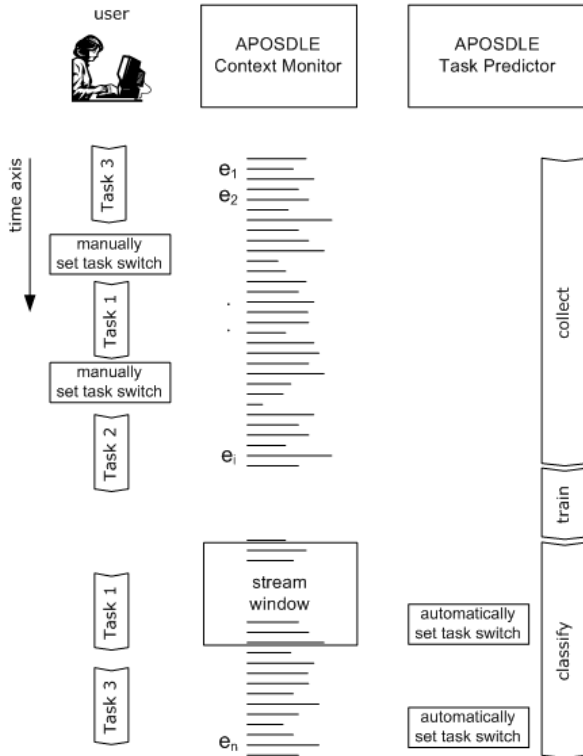 user
APOSDLE
Context Monitor
APOSDLE
Task Predictor
time axis
Task 3
manually
set task switch
Task 1
manually
set task switch
Task 2
e1
e2
.
.
ei
collect
train
stream
window
Task 1
automatically
set task switch
classify
Task 3
en
automatically
set task switch